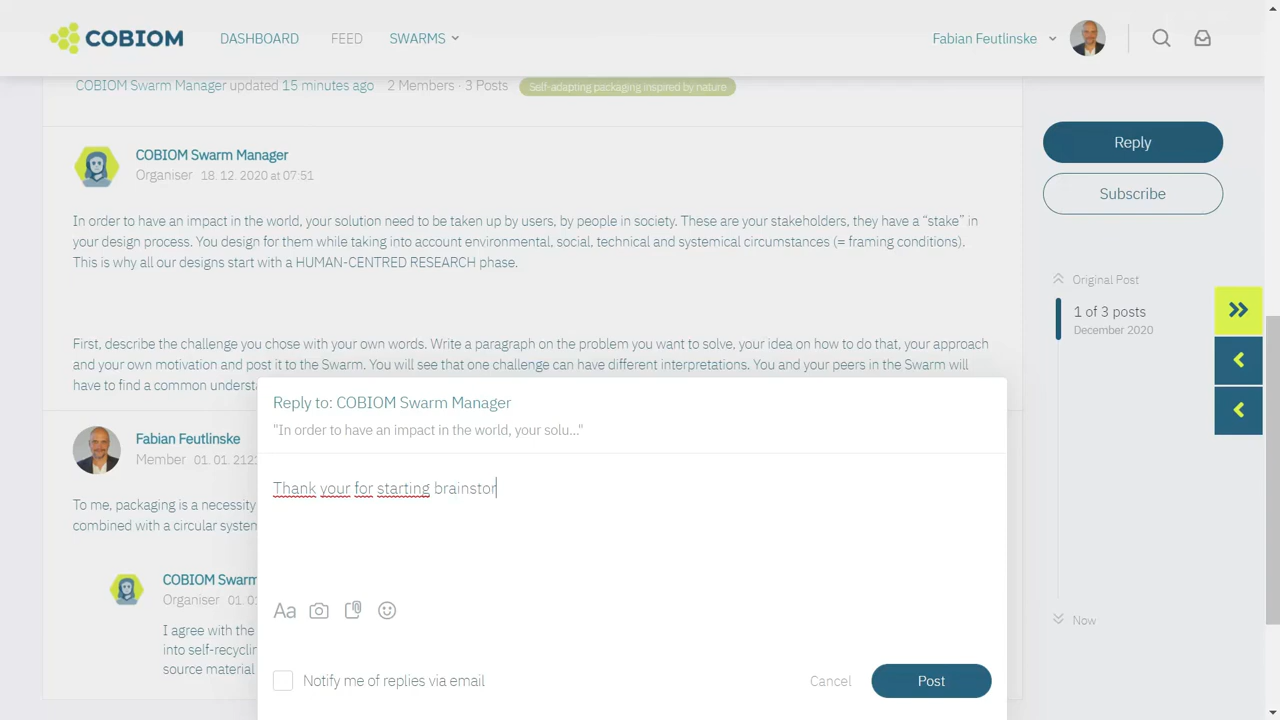 COBIOM
DASHBOARD
FEED
SWARMS
Fabian Feutlinske
COBIOM Swarm Manager updated 15 minutes ago 2 Members · 3 Posts
Self-adapting packaging inspired by nature
COBIOM Swarm Manager
Organiser 18. 12. 2020 at 07:51
In order to have an impact in the world, your solution need to be taken up by users, by people in society. These are your stakeholders, they have a “stake” in
your design process. You design for them while taking into account environmental, social, technical and systemical circumstances (= framing conditions).
This is why all our designs start with a HUMAN-CENTRED RESEARCH phase.
First, describe the challenge you chose with your own words. Write a paragraph on the problem you want to solve, your idea on how to do that, your approach
and your own motivation and post it to the Swarm. You will see that one challenge can have different interpretations. You and your peers in the Swarm will
have to find a common underst
Fabian Feutlinske
Member 01. 01. 212
To me, packaging is a necessity
combined with a circular system
COBIOM Swarm
Organiser 01. 01
I agree with the
into self-recyclin
source material
Reply to: COBIOM Swarm Manager
"In order to have an impact in the world, your solu..."
Thank your for starting brainstor
Aa
Notify me of replies via email
Cancel
Post
Reply
Subscribe
Original Post
1 of 3 posts
December 2020
Now